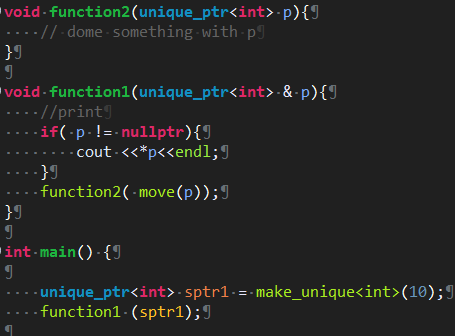 void function2(unique_ptr<int> p){¶
····// dome something with p¶
}¶
¶
void function1(unique_ptr<int> & p){¶
····//print¶
····if( p != nullptr){¶
········cout <<*p<<endl;¶
····}¶
····function2( move(p));¶
}¶
¶
int main() {¶
¶
····unique_ptr<int> sptr1 = make_unique<int>(10);¶
····function1 (sptr1);¶